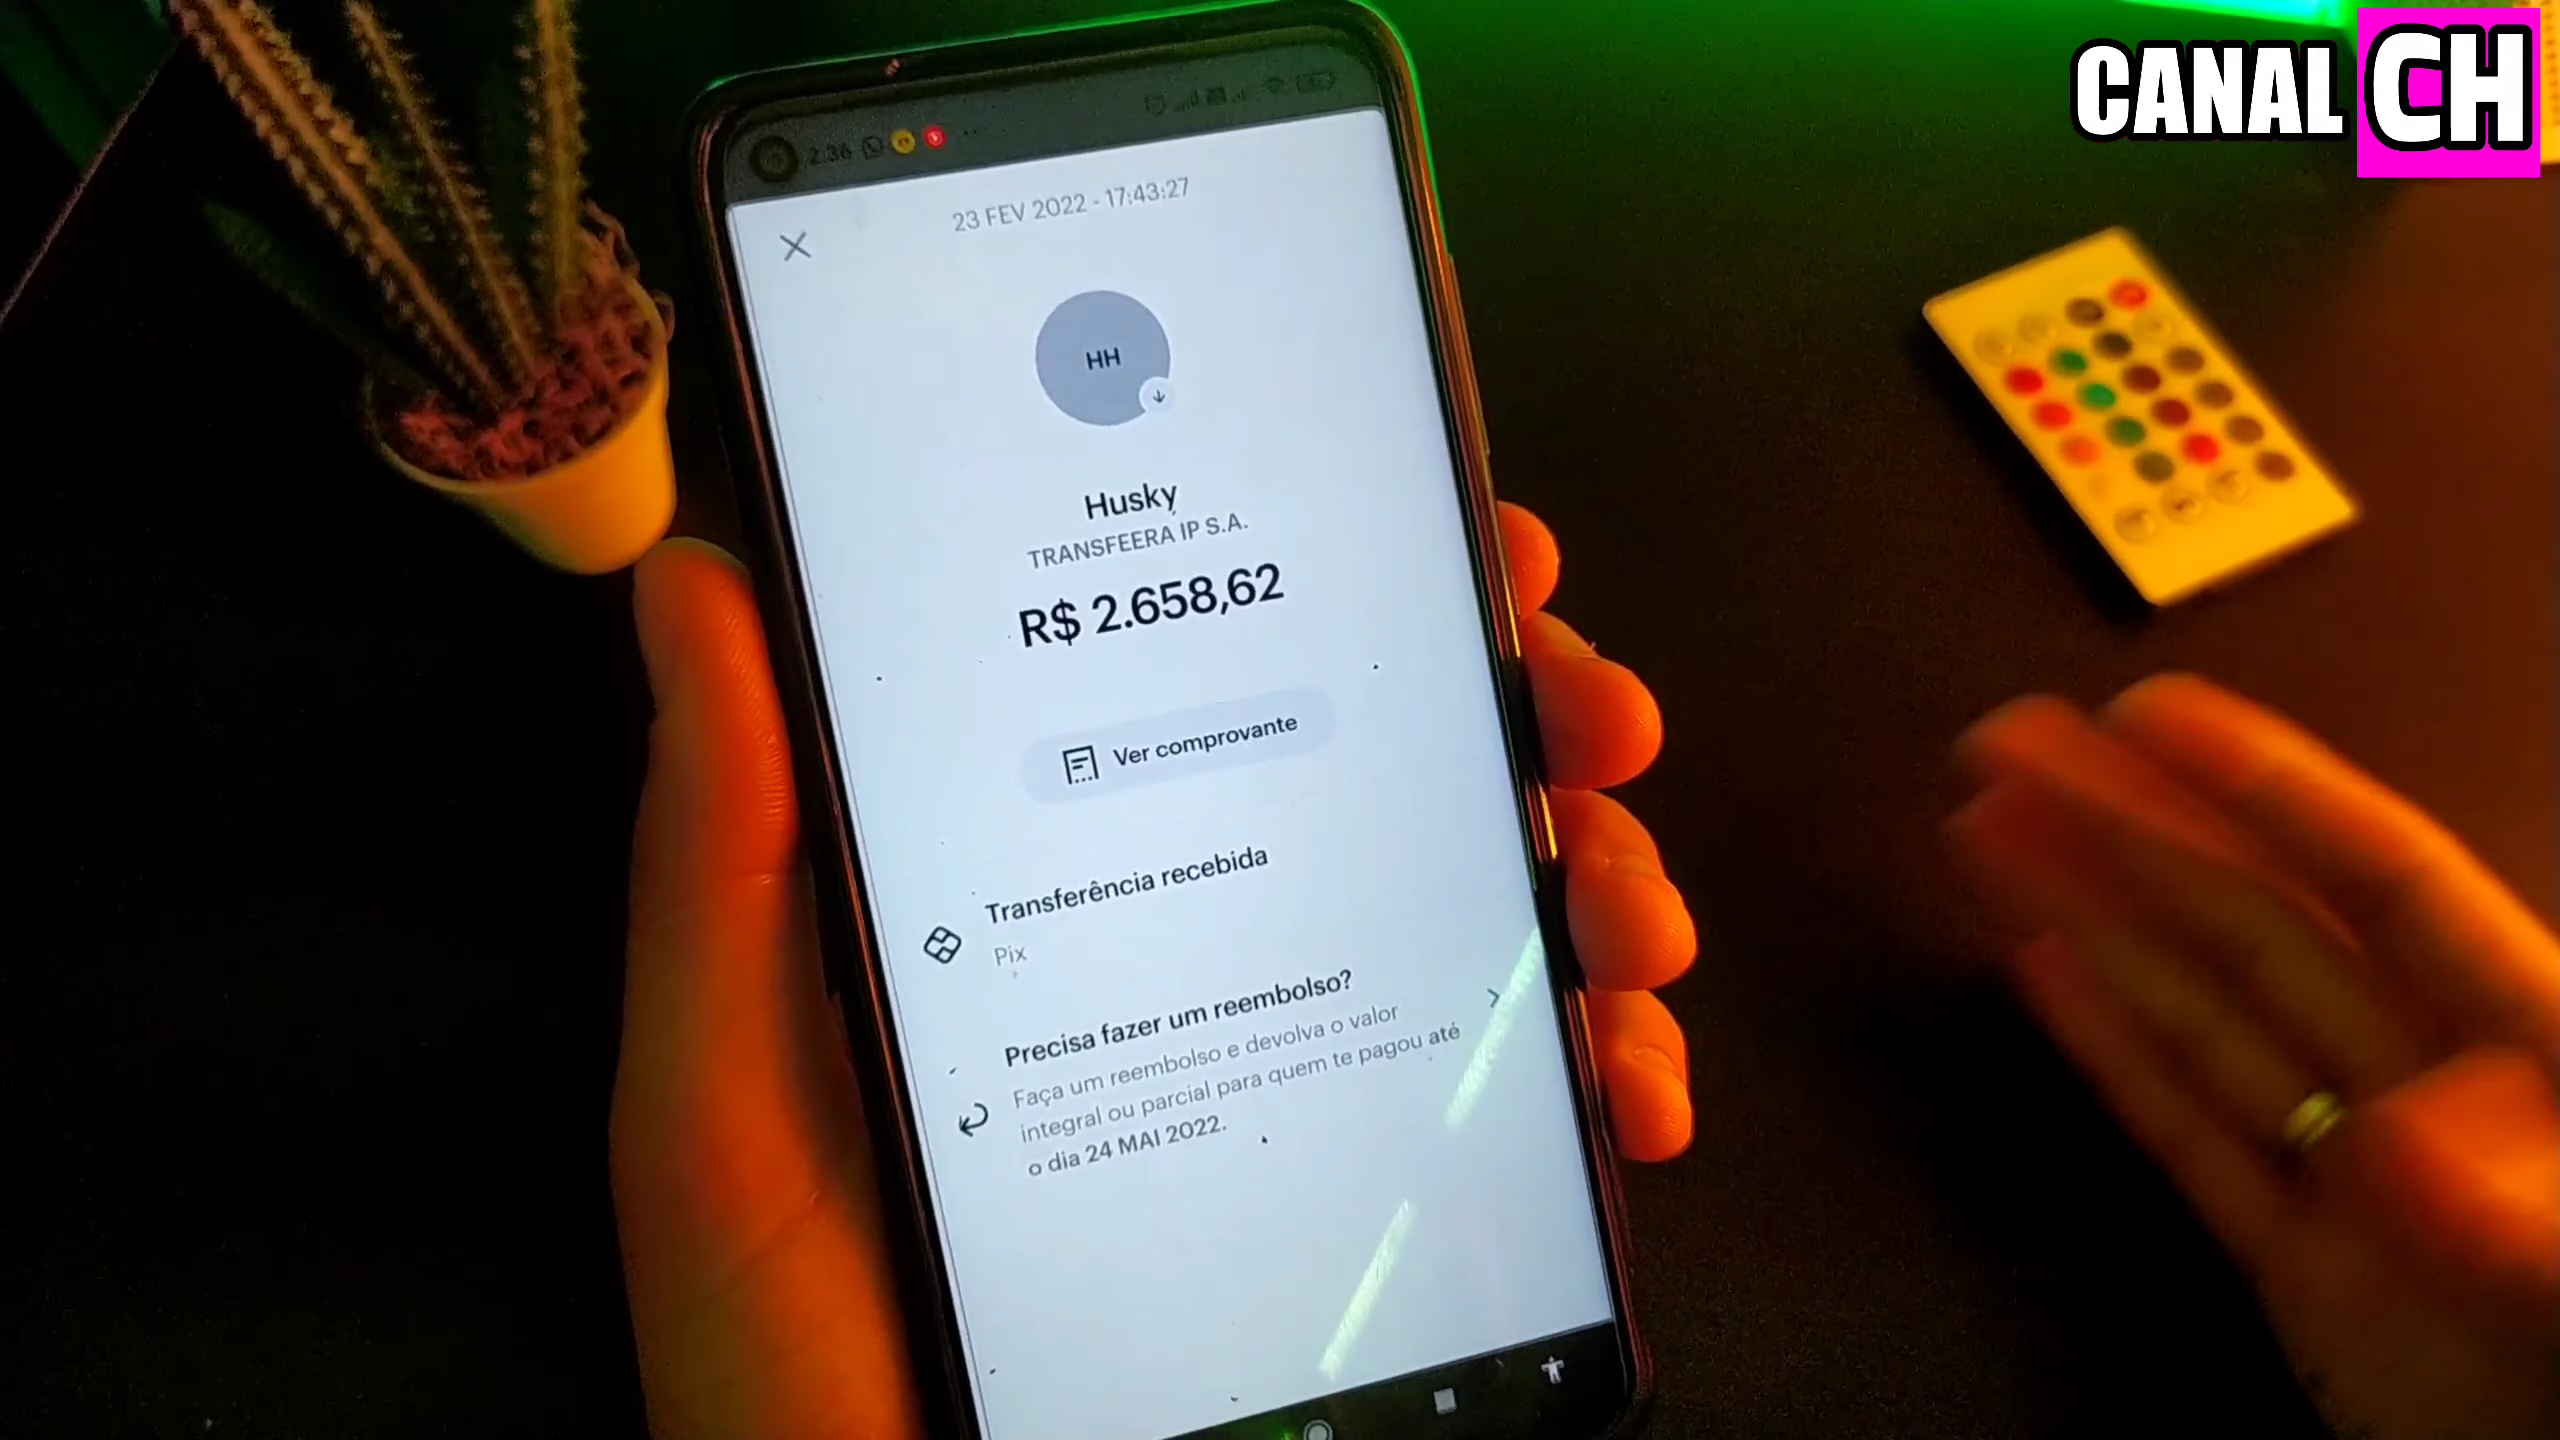 CANAL CH
2:36
23 FEV 2022 - 17:43:27
HH
Husky
TRANSFEERA IP S.A.
R$ 2.658,62
Ver comprovante
Transferência recebida
Pix
Precisa fazer um reembolso?
Faça um reembolso e devolva o valor
integral ou parcial para quem te pagou até
o dia 24 MAI 2022.